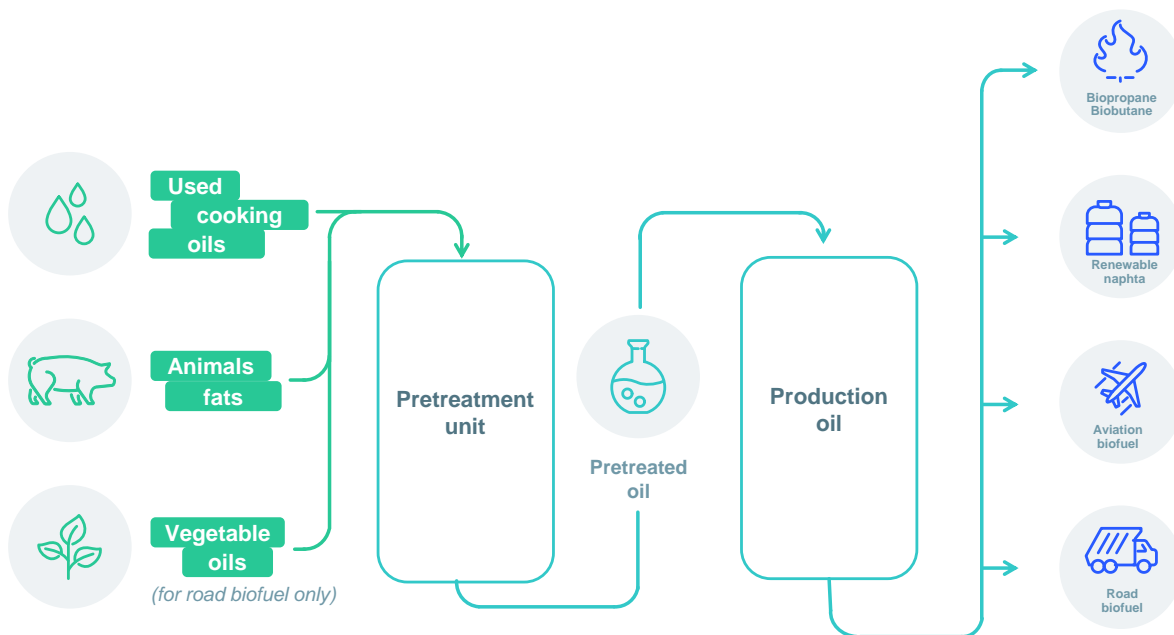 Used
cooking
oils
Animals
fats
Vegetable
oils
(for road biofuel only)
Pretreatment
unit
Pretreated
oil
Production
oil
Biopropane
Biobutane
Renewable
naphta
Aviation
biofuel
Road
biofuel